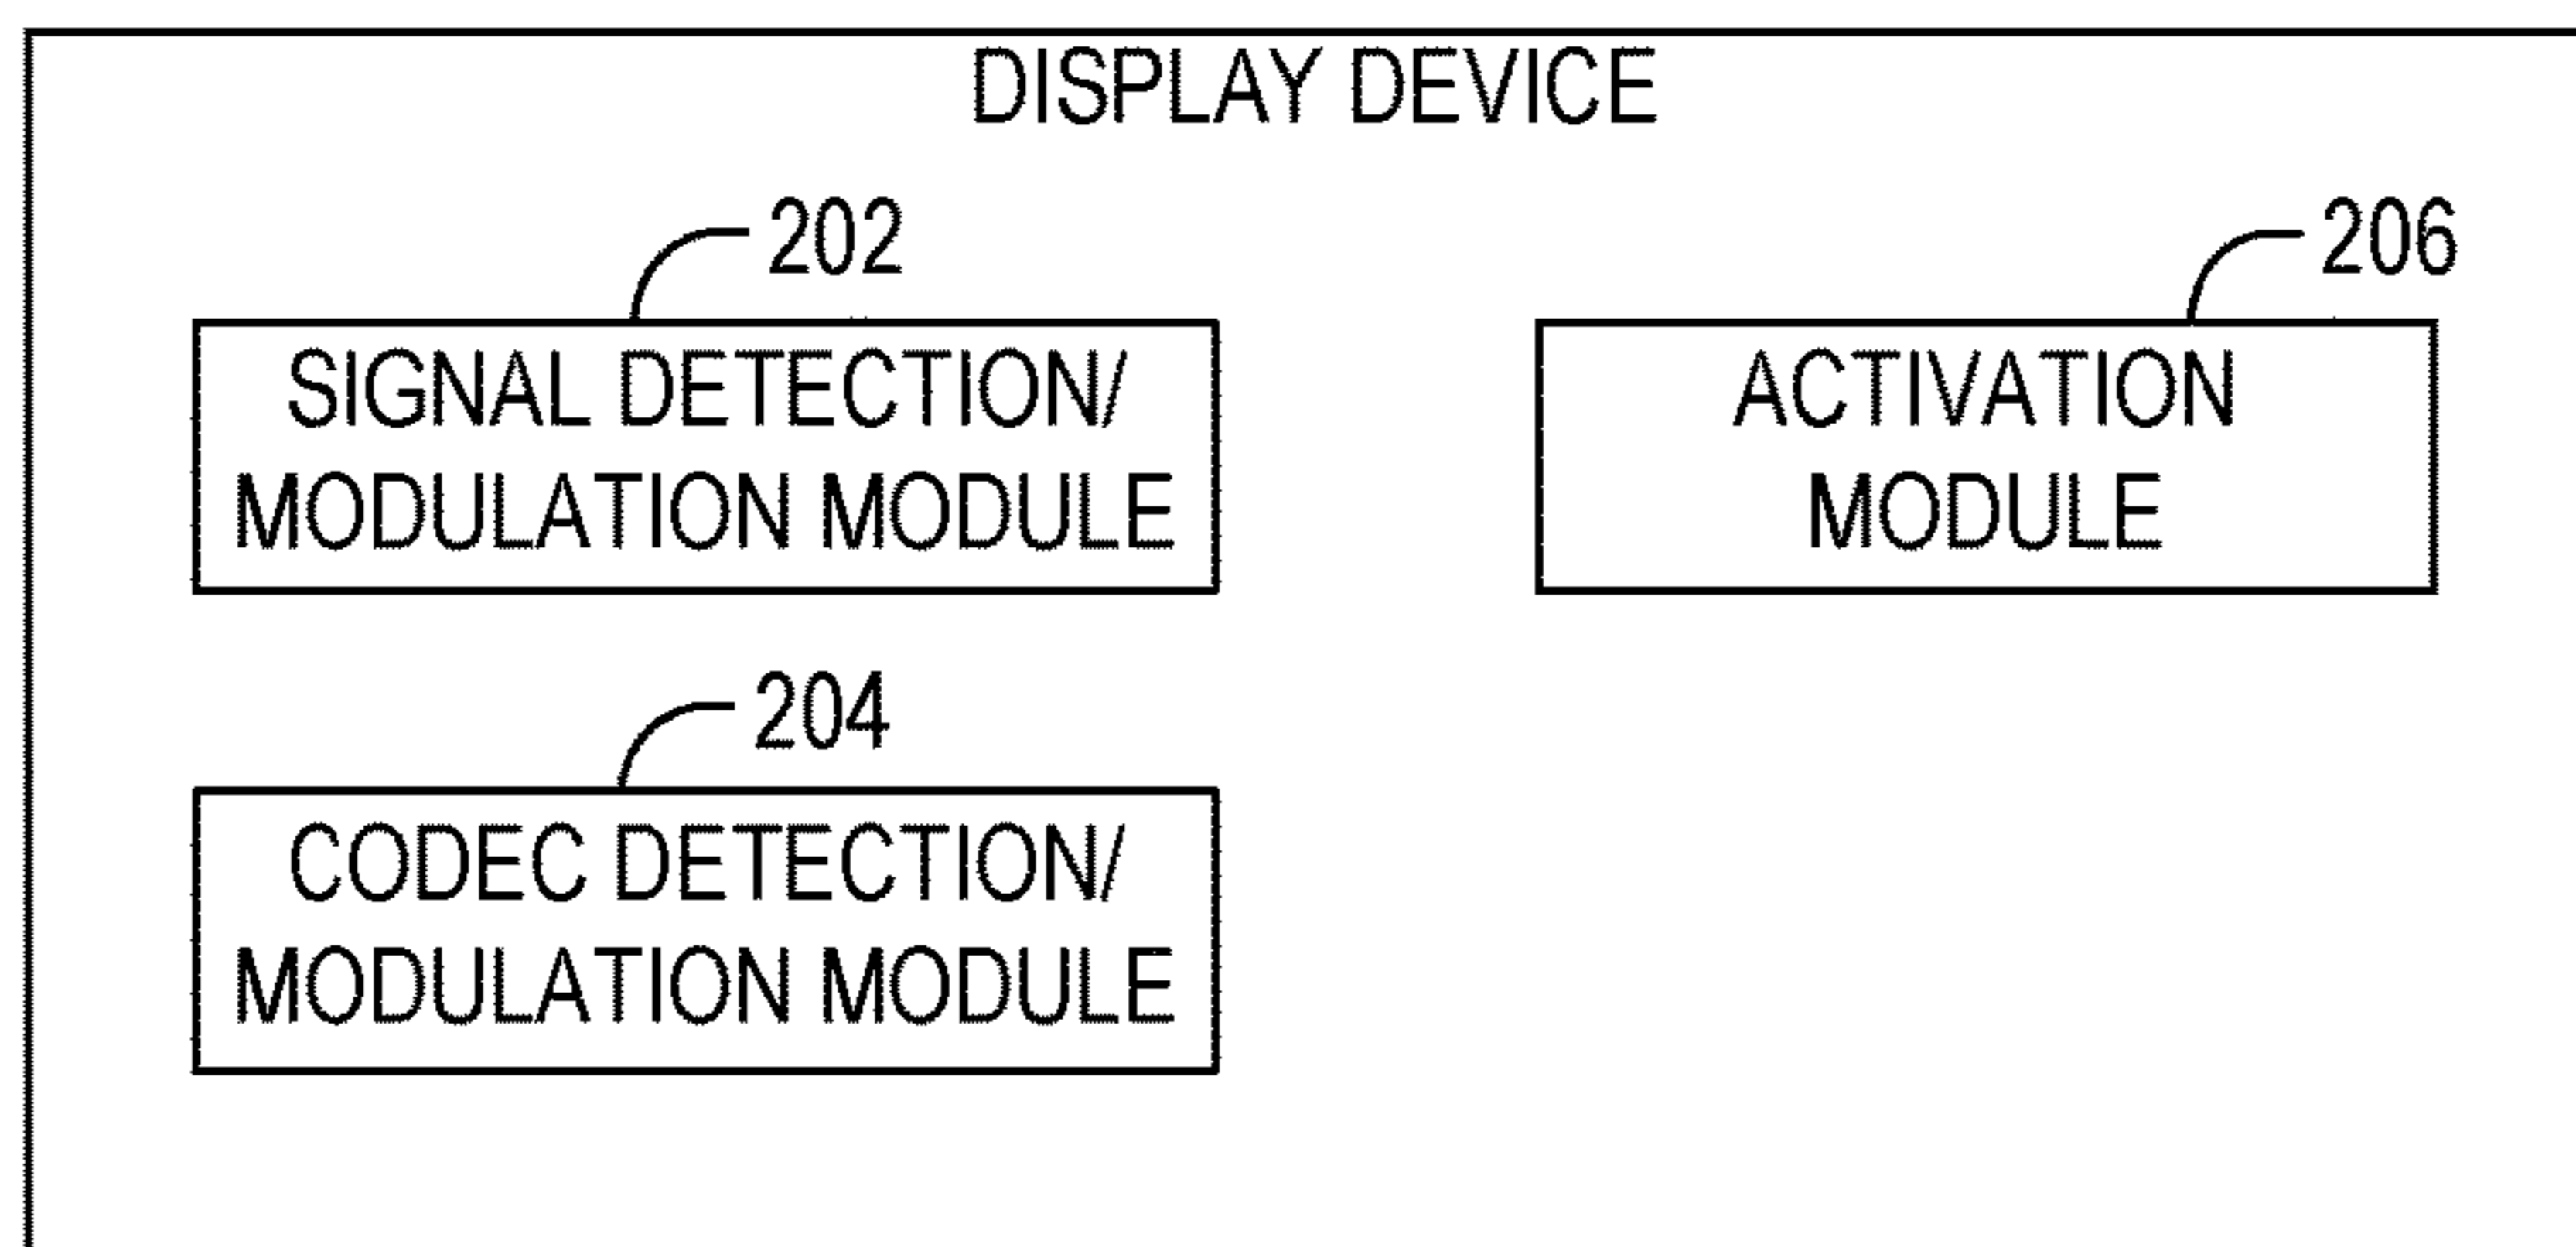 DISPLAY DEVICE
202
SIGNAL DETECTION/
MODULATION MODULE
206
ACTIVATION
MODULE
204
CODEC DETECTION/
MODULATION MODULE